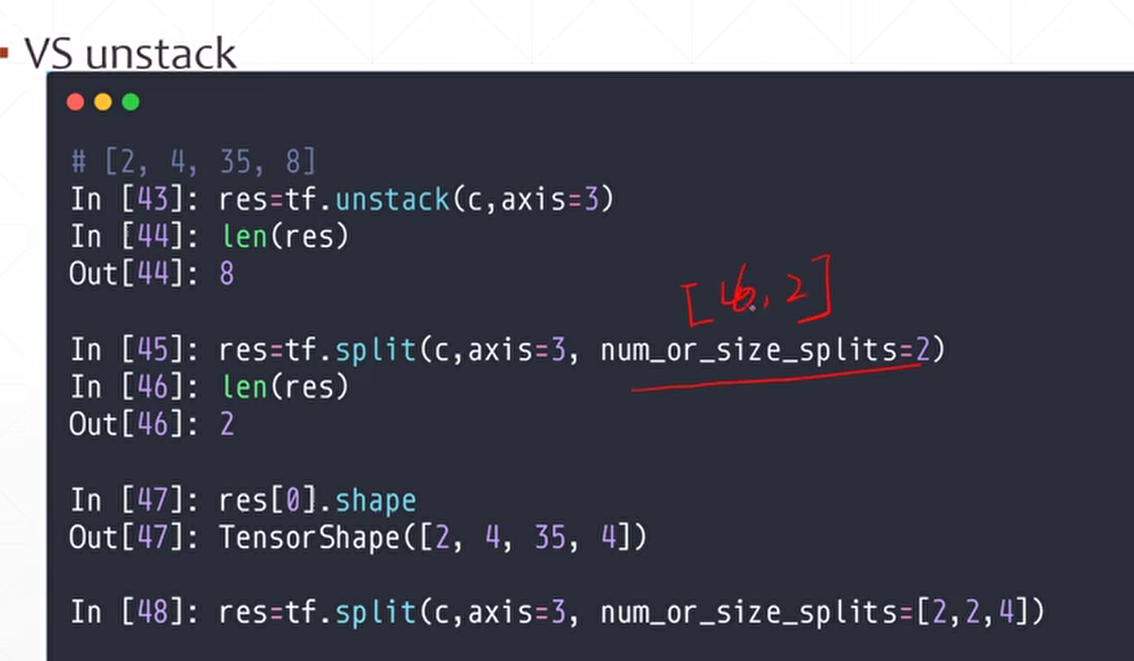 VS unstack
# [2, 4, 35, 8]
In [43]: res=tf.unstack(c,axis=3)
In [44]: len(res)
Out[44]: 8
[ 6, 2]
In [45]: res=tf.split(c,axis=3, num_or_size_splits=2)
In [46]: len(res)
Out[46]: 2
In [47]: res[0].shape
Out[47]: TensorShape([2, 4, 35, 4])
In [48]: res=tf.split(c,axis=3, num_or_size_splits=[2,2,4])